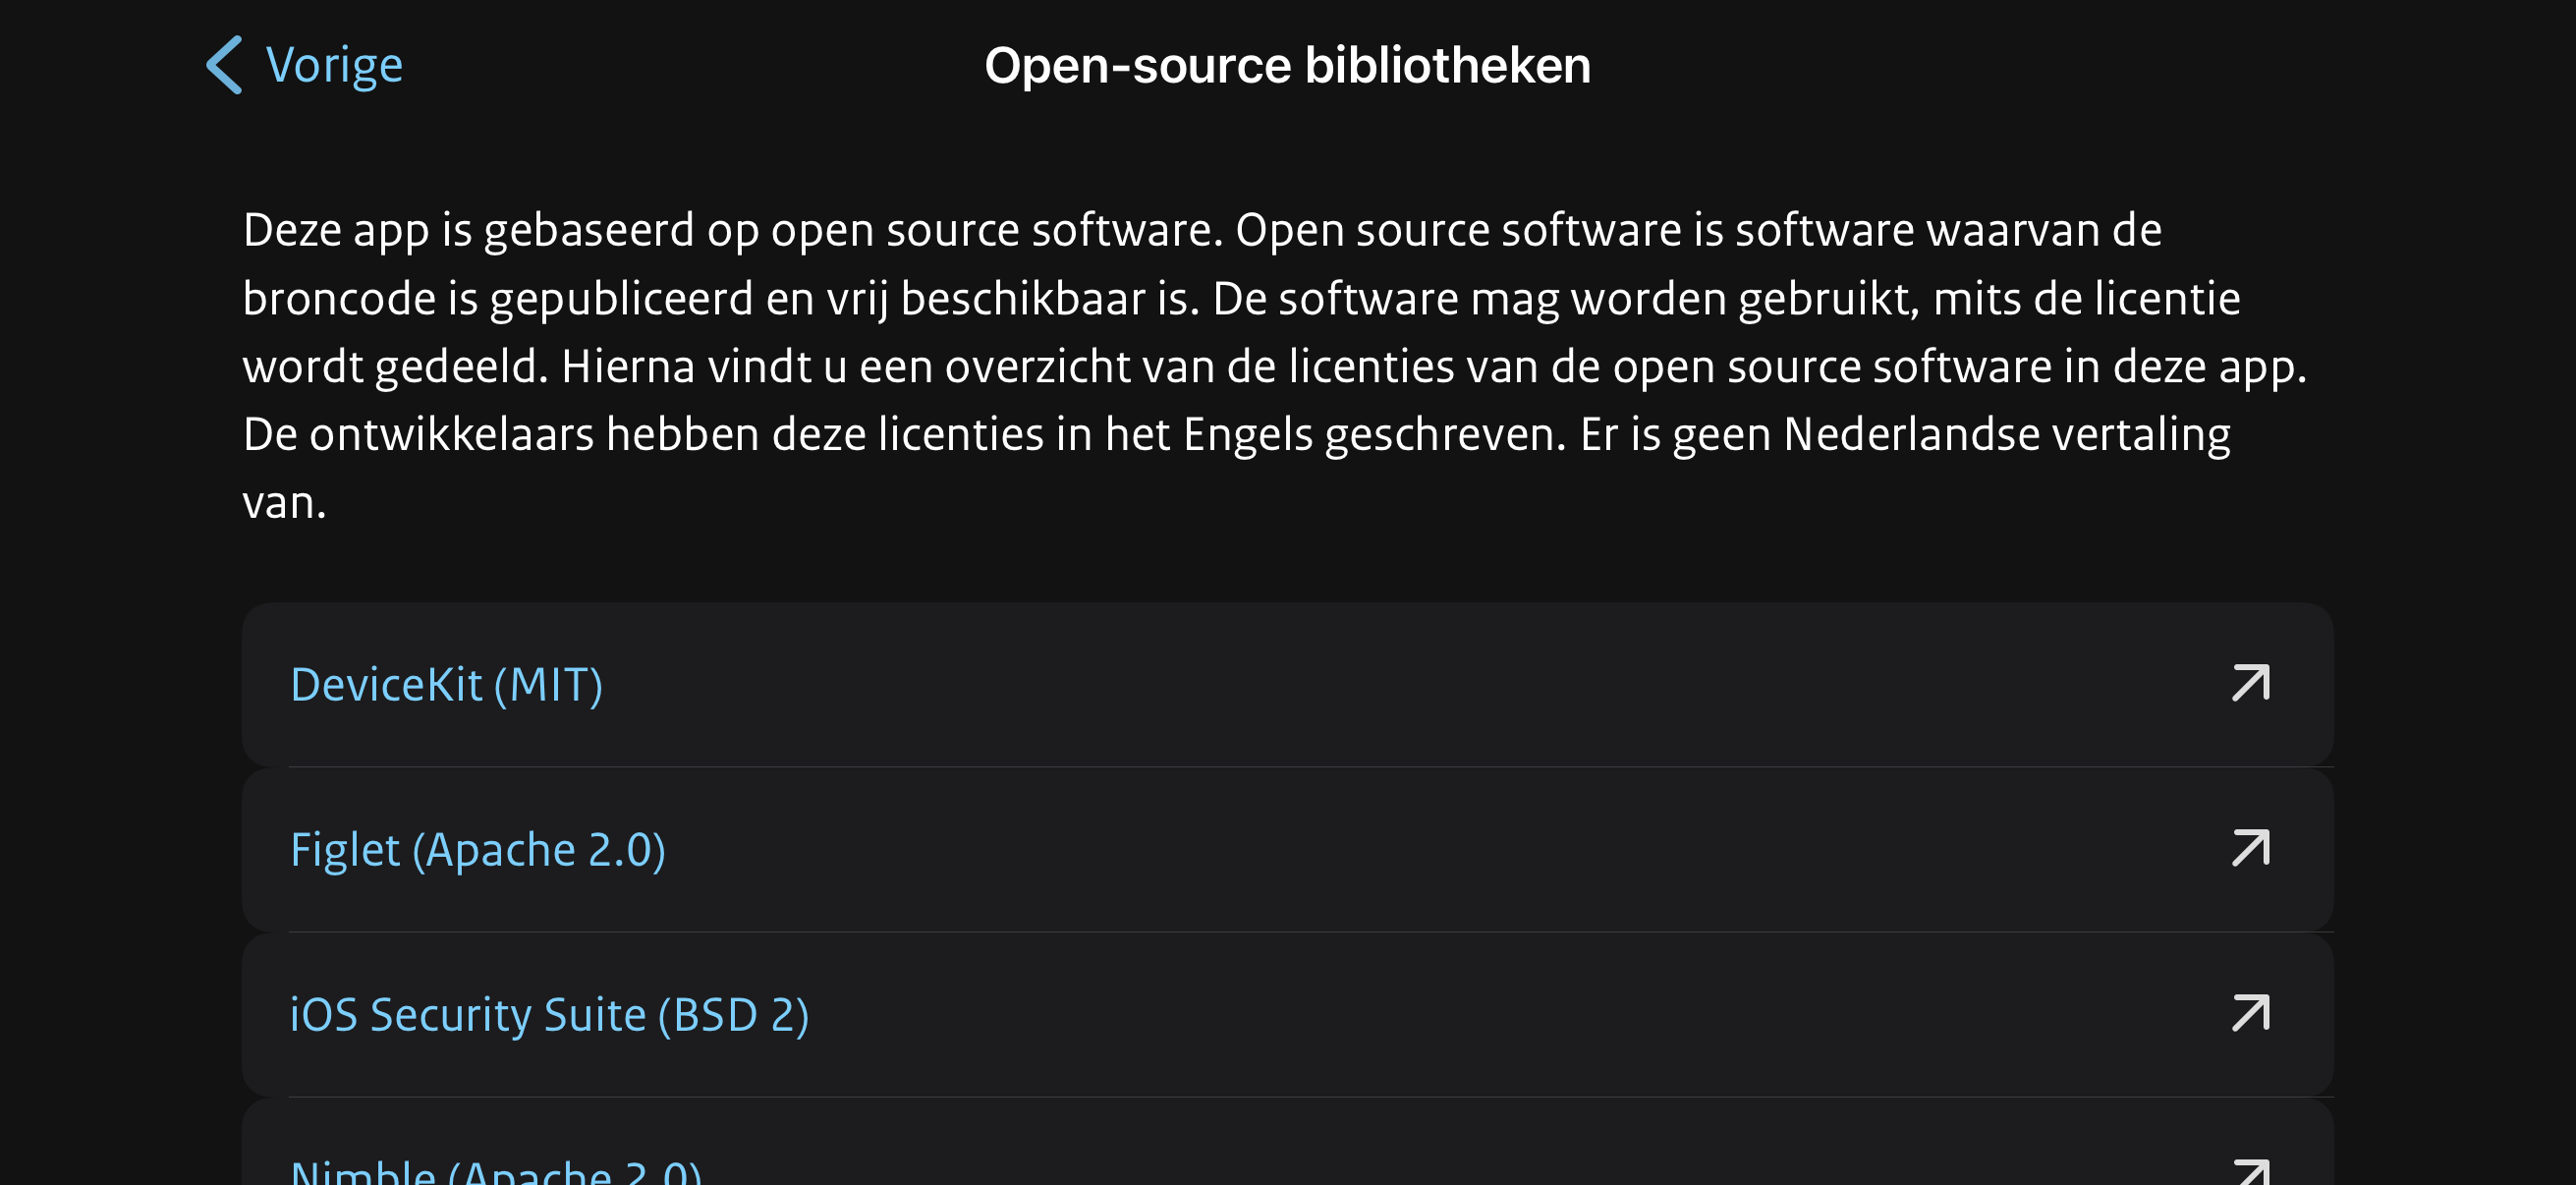 Vorige
Open-source bibliotheken
Deze app is gebaseerd op open source software. Open source software is software waarvan de
broncode is gepubliceerd en vrij beschikbaar is. De software mag worden gebruikt, mits de licentie
wordt gedeeld. Hierna vindt u een overzicht van de licenties van de open source software in deze app.
De ontwikkelaars hebben deze licenties in het Engels geschreven. Er is geen Nederlandse vertaling
van.
DeviceKit (MIT)
Figlet (Apache 2.0)
iOS Security Suite (BSD 2)
Nimble (Apache 2.0)